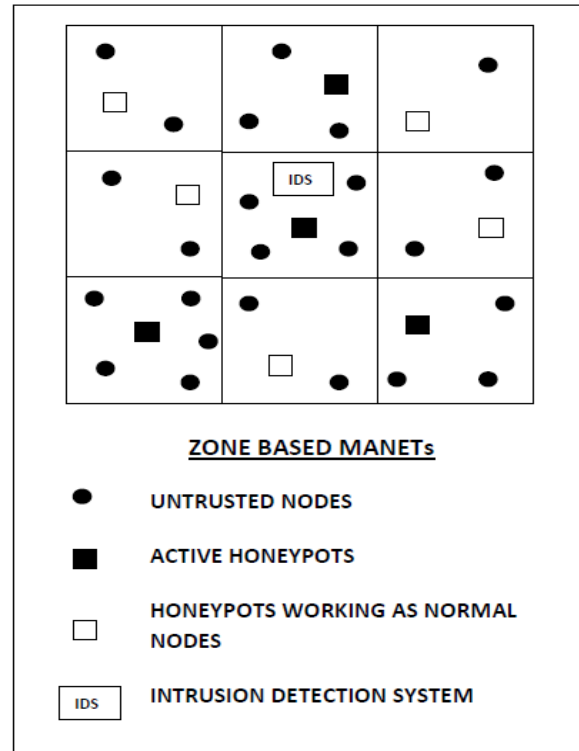 IDS
ZONE BASED MANETs
UNTRUSTED NODES
ACTIVE HONEYPOTS
HONEYPOTS WORKING AS NORMAL
NODES
IDS
INTRUSION DETECTION SYSTEM